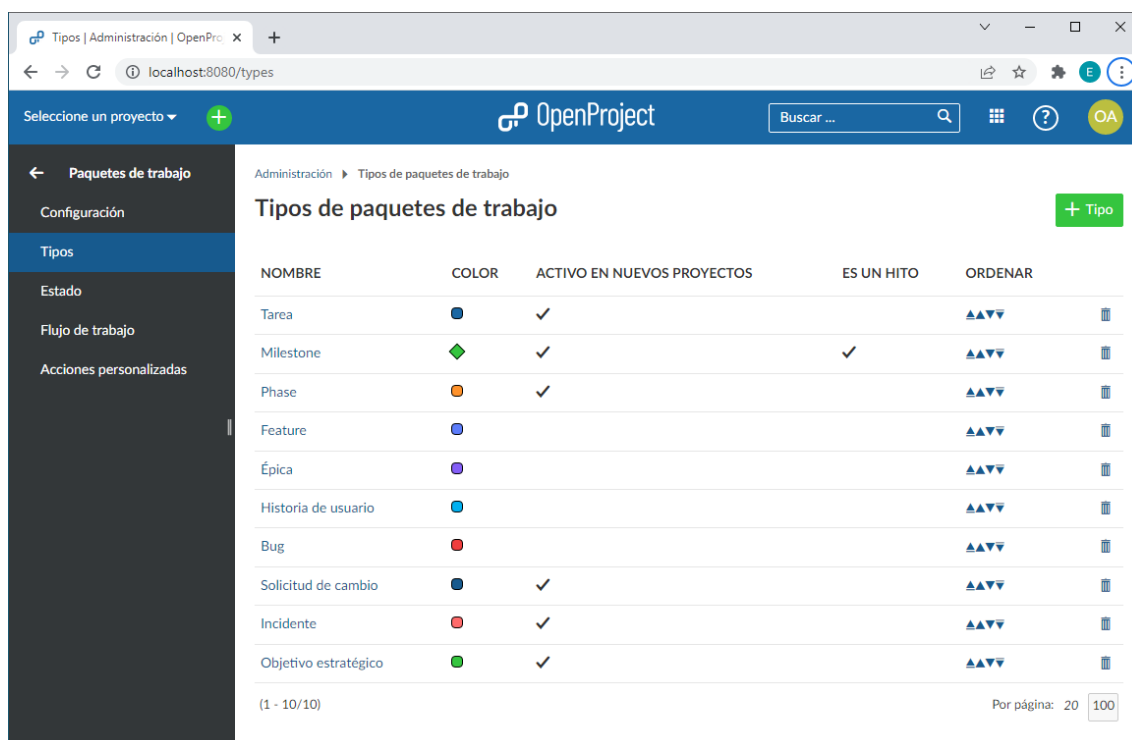 Tipos | Administración | OpenPro
localhost:8080/types
E
Seleccione un proyecto
OpenProject
Buscar ...
?
OA
Paquetes de trabajo
Configuración
Tipos
Estado
Flujo de trabajo
Acciones personalizadas
Administración Tipos de paquetes de trabajo
Tipos de paquetes de trabajo
+ Tipo
NOMBRE COLOR ACTIVO EN NUEVOS PROYECTOS ES UN HITO ORDENAR
Tarea
Milestone
Phase
Feature
Épica
Historia de usuario
Bug
Solicitud de cambio
Incidente
Objetivo estratégico
(1 - 10/10)
Por página: 20 100